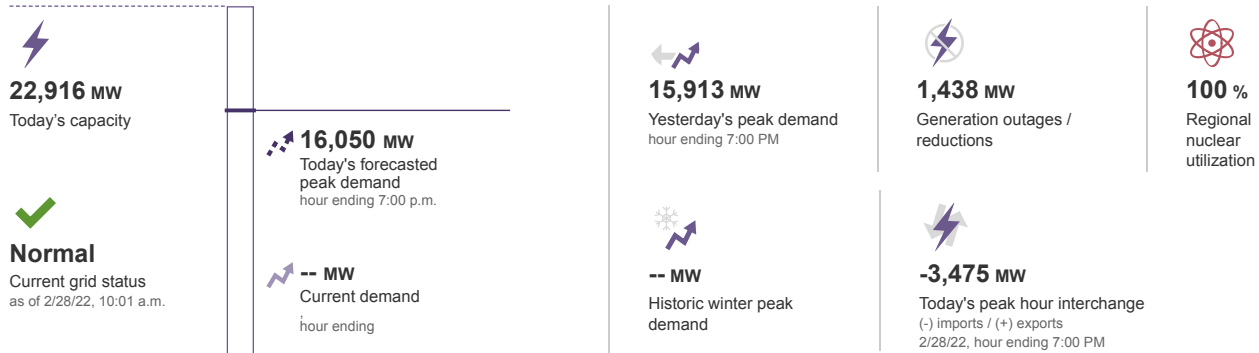 22,916 MW
Today's capacity
Normal
Current grid status
as of 2/28/22, 10:01 a.m.
16,050 MW
Today's forecasted
peak demand
hour ending 7:00 p.m.
-- MW
Current demand
,
hour ending
15,913 MW
Yesterday's peak demand
hour ending 7:00 PM
1,438 MW
Generation outages /
reductions
100 %
Regional
nuclear
utilization
-- MW
Historic winter peak
demand
-3,475 MW
Today's peak hour interchange
(-) imports / (+) exports
2/28/22, hour ending 7:00 PM